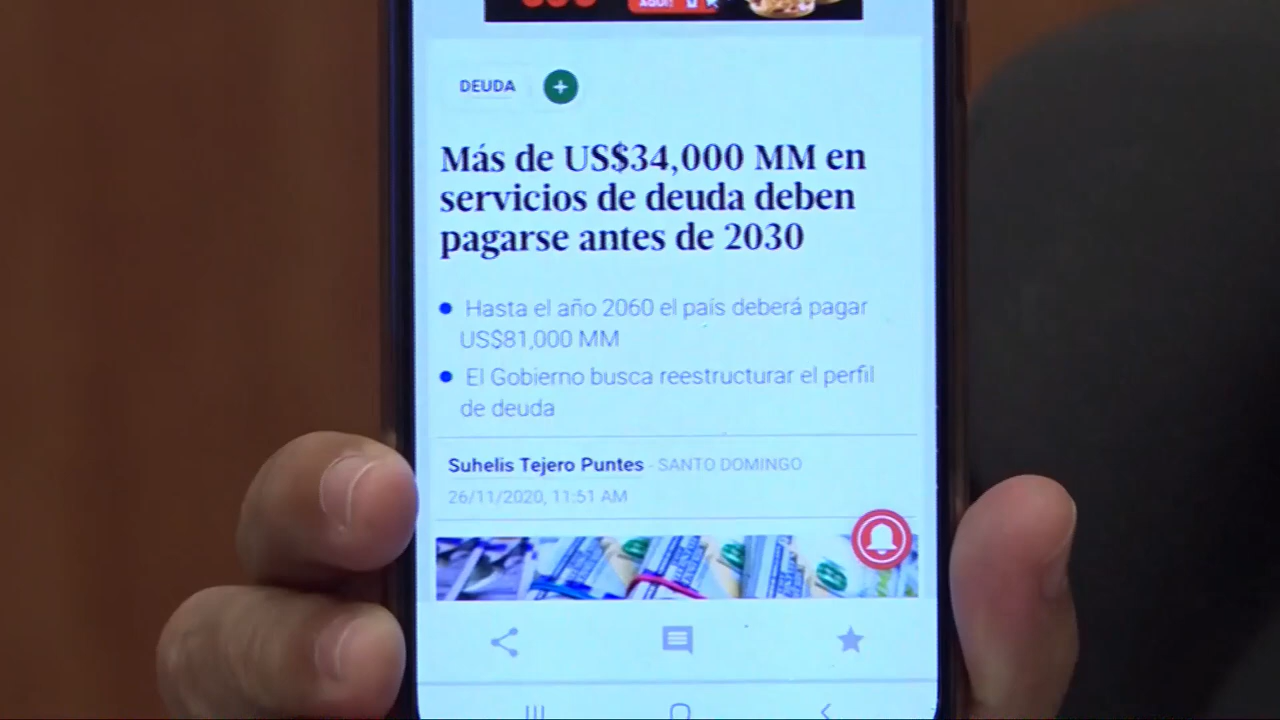 AQUÍ!
DEUDA
Más de US$34,000 MM en
servicios de deuda deben
pagarse antes de 2030
Hasta el año 2060 el país deberá pagar
US$81,000 MM
El Gobierno busca reestructurar el perfil
de deuda
Suhelis Tejero Puntes - SANTO DOMINGO
26/11/2020, 11:51 AM